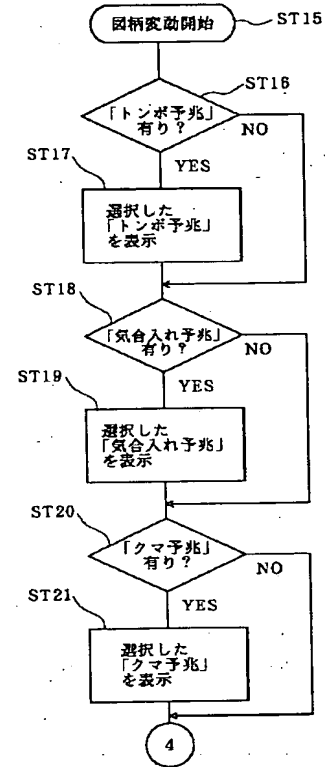 図柄変動開始
ST15
ST16
「トンボ予兆」
有り?
NO
ST17
YES
選択した
「トンボ予兆」
を表示
ST18
「気合入れ予兆」
有り?
NO
ST19
YES
選択した
「気合入れ予兆」
を表示
ST20
「クマ予兆」
有り?
NO
ST21
YES
選択した
「クマ予兆」
を表示
4